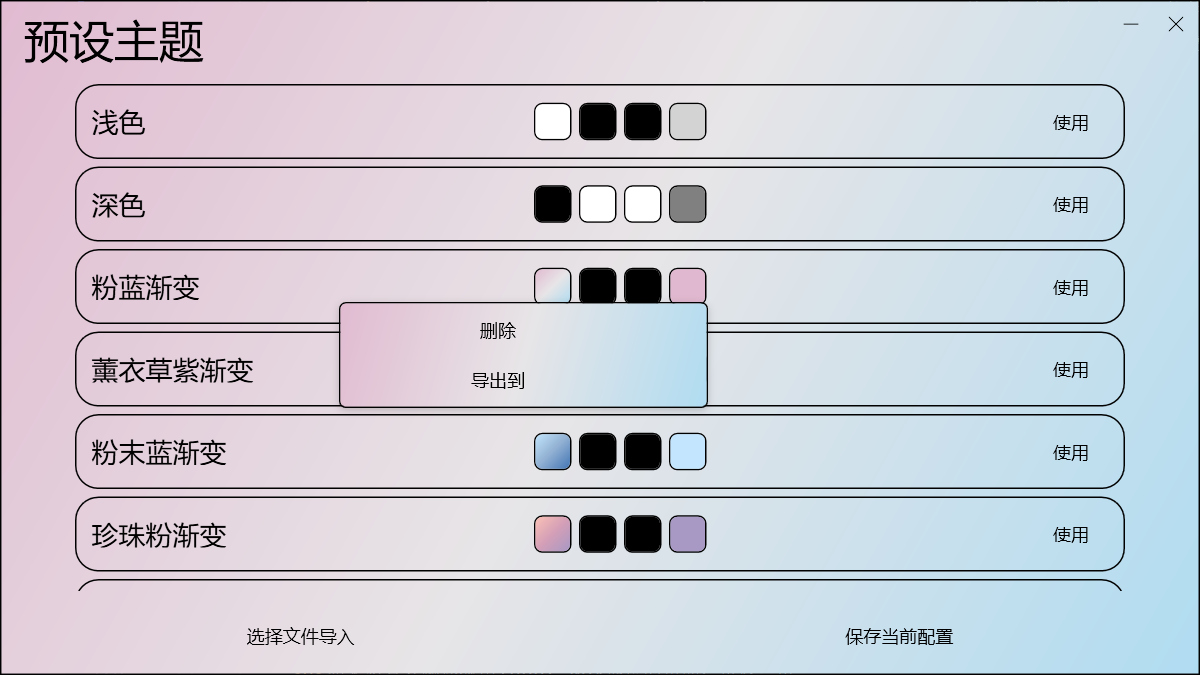 预设主题
浅色
使用
深色
使用
粉蓝渐变
使用
删除
导出到
薰衣草紫渐变
使用
粉末蓝渐变
使用
珍珠粉渐变
使用
选择文件导入
保存当前配置